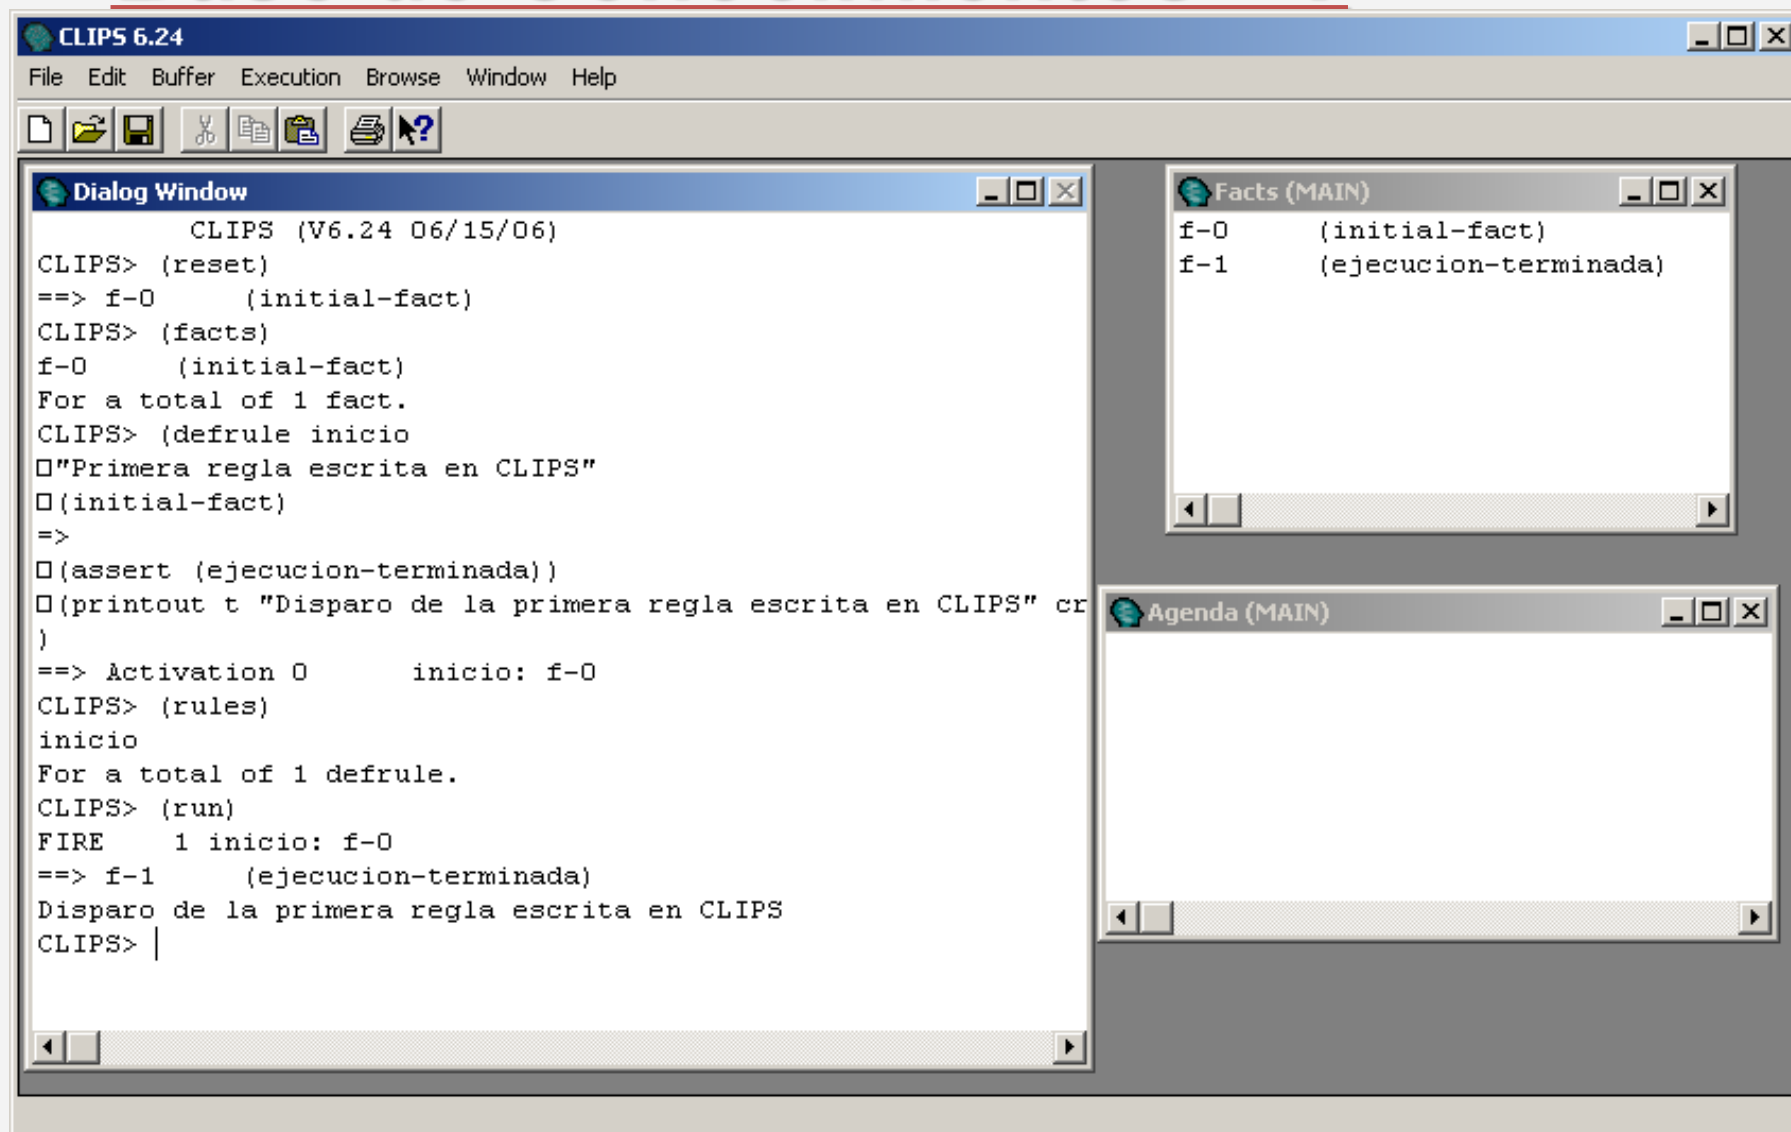 CLIPS 6.24
File Edit Buffer Execution Browse Window Help
Dialog Window
CLIPS (V6.24 06/15/06)
CLIPS> (reset)
==> f-0 (initial-fact)
CLIPS> (facts)
f-0 (initial-fact)
For a total of 1 fact.
CLIPS> (defrule inicio
"Primera regla escrita en CLIPS"
(initial-fact)
=>
(assert (ejecucion-terminada))
(printout t "Disparo de la primera regla escrita en CLIPS" cr
)
==> Activation 0 inicio: f-0
CLIPS> (rules)
inicio
For a total of 1 defrule.
CLIPS> (run)
FIRE 1 inicio: f-0
==> f-1 (ejecucion-terminada)
Disparo de la primera regla escrita en CLIPS
CLIPS>
Facts (MAIN)
f-0 (initial-fact)
f-1 (ejecucion-terminada)
Agenda (MAIN)